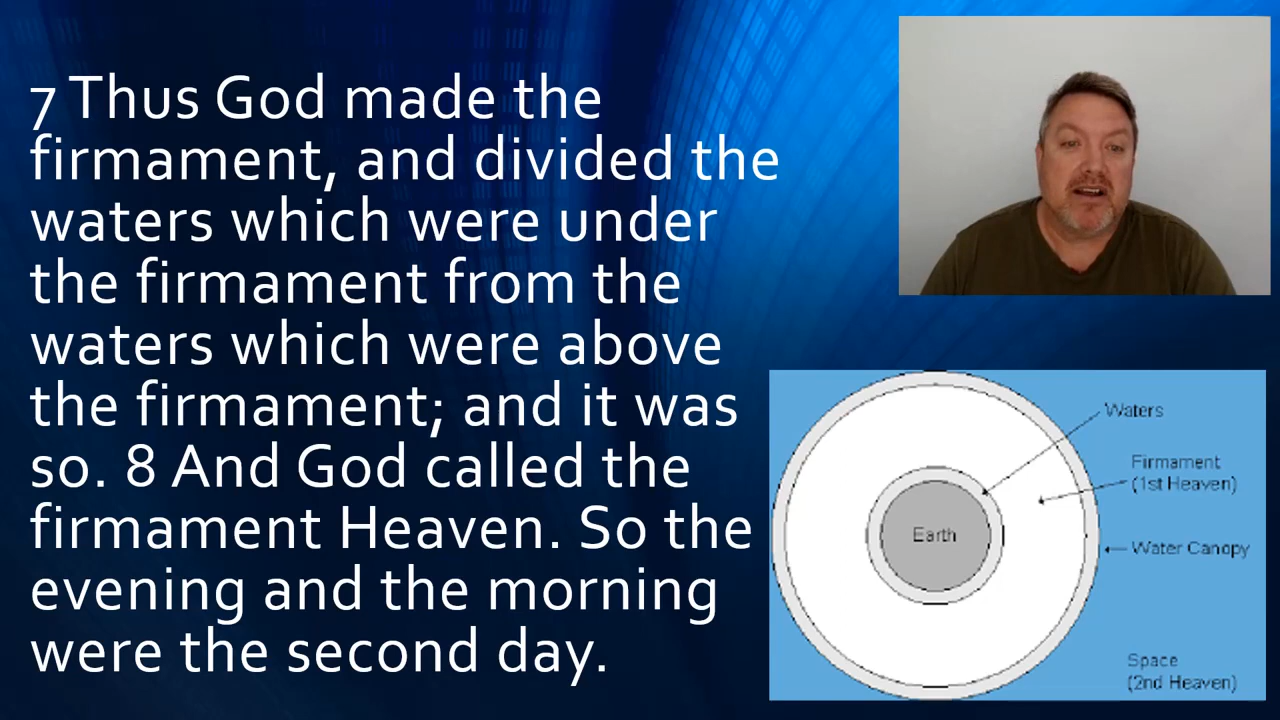 7 Thus God made the
firmament, and divided the
waters which were under
the firmament from the
waters which were above
the firmament; and it was
so. 8 And God called the
firmament Heaven. So the
evening and the morning
were the second day.
Waters
Firmament
(1st Heaven)
Earth
Water Canopy
Space
(2nd Heaven)